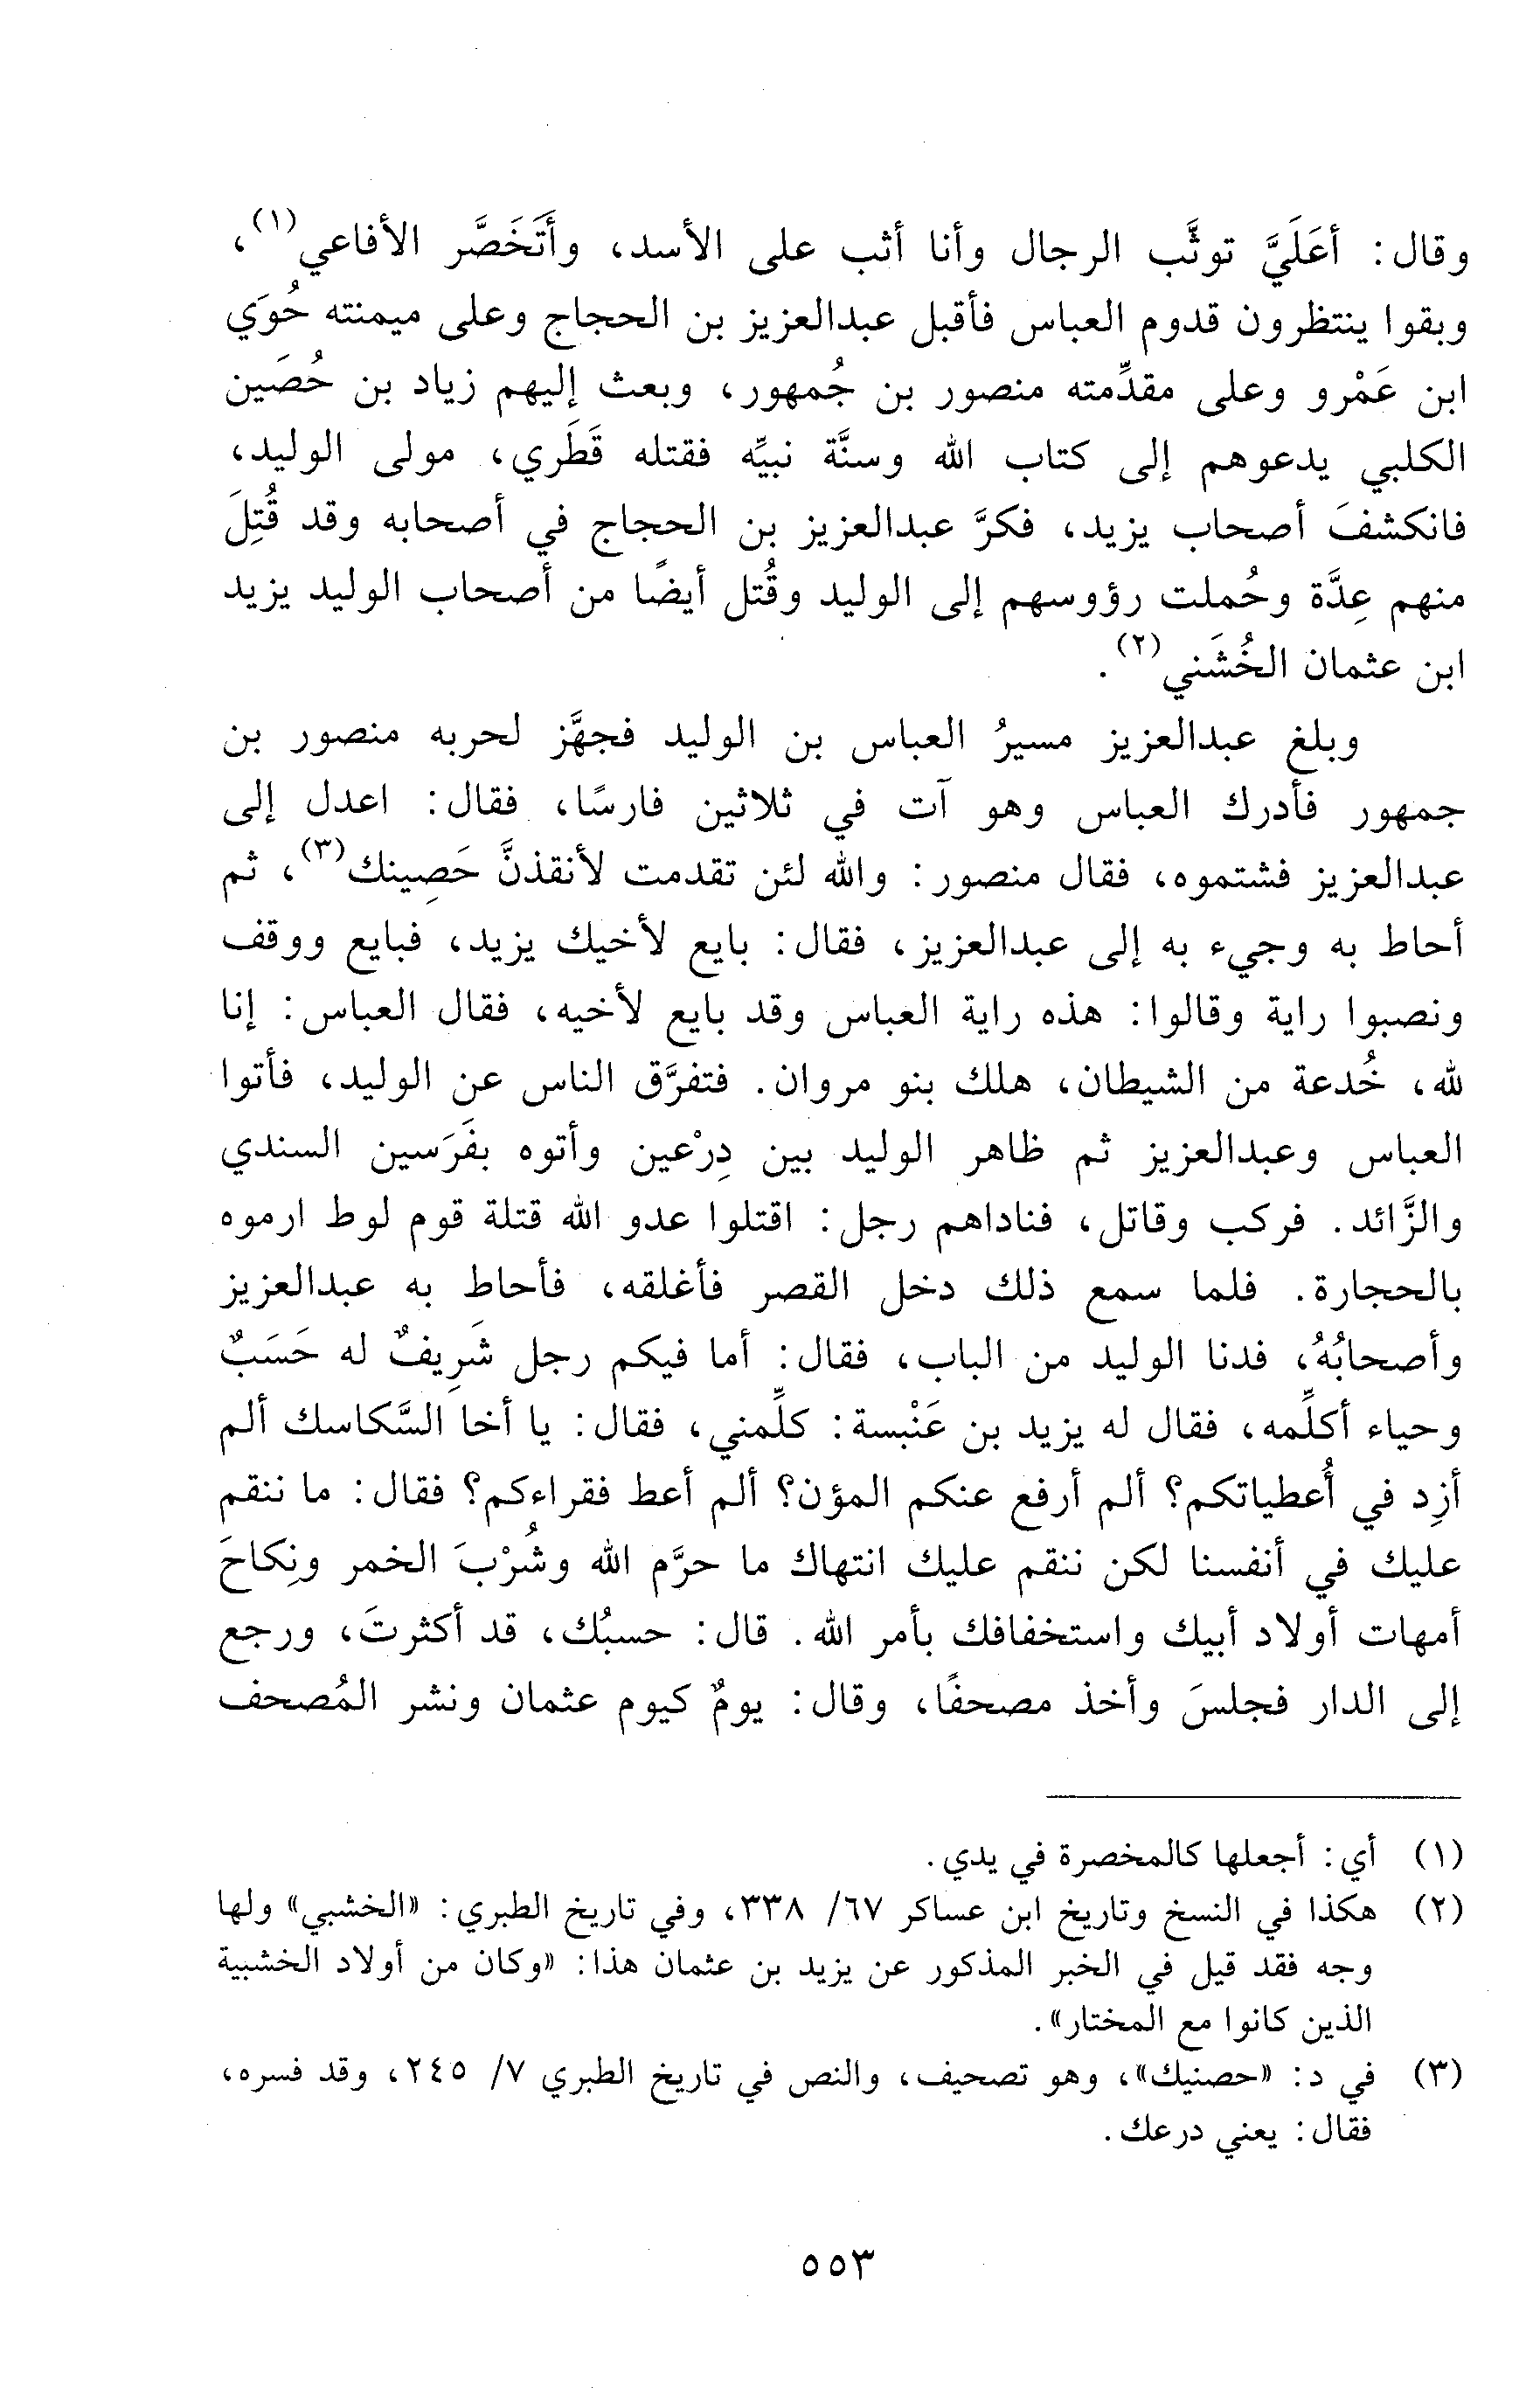 وقال: أعَلَيَّ توثَّب الرجال وأنا أثب على الأسد، وأَتَخَصَّر الأفاعي(١)،
وبقوا ينتظرون قدوم العباس فأقبل عبدالعزيز بن الحجاج وعلى ميمنته حُوَي
ابن عَمْرو وعلى مقدِّمته منصور بن جُمهور، وبعث إليهم زياد بن حُصَين
الكلبي يدعوهم إلى كتاب الله وسنَّة نبيِّه فقتله قَطَري، مولى الوليد،
فانكشفَ أصحاب يزيد، فكرَّ عبدالعزيز بن الحجاج في أصحابه وقد قُتِلَ
منهم عِدَّة وحُملت رؤوسهم إلى الوليد وقُتل أيضًا من أصحاب الوليد يزيد
ابن عثمان الخُشَني(٢).
وبلغ عبدالعزيز مسيرُ العباس بن الوليد فجهَّز لحربه منصور بن
جمهور فأدرك العباس وهو آت في ثلاثين فارسًا، فقال: اعدل إلى
عبدالعزيز فشتموه، فقال منصور: والله لئن تقدمت لأنقذنَّ حَصِينك(٣)، ثم
أحاط به وجيء به إلى عبدالعزيز، فقال: بايع لأخيك يزيد، فبايع ووقف
ونصبوا راية وقالوا: هذه راية العباس وقد بايع لأخيه، فقال العباس: إنا
لله، خُدعة من الشيطان، هلك بنو مروان. فتفرَّق الناس عن الوليد، فأتوا
العباس وعبدالعزيز ثم ظاهر الوليد بين دِرْعين وأتوه بفَرَسين السندي
والزَّائد. فركب وقاتل، فناداهم رجل: اقتلوا عدو الله قتلة قوم لوط ارموه
بالحجارة. فلما سمع ذلك دخل القصر فأغلقه، فأحاط به عبدالعزيز
وأصحابُهُ، فدنا الوليد من الباب، فقال: أما فيكم رجل شَرِيفٌ له حَسَبٌ
وحياء أكلِّمه، فقال له يزيد بن عَنْبسة: كلِّمني، فقال: يا أخا السَّكاسك ألم
أزِد في أُعطياتكم؟ ألم أرفع عنكم المؤن؟ ألم أعط فقراءكم؟ فقال: ما ننقم
عليك في أنفسنا لكن ننقم عليك انتهاك ما حرَّم الله وشُرْبَ الخمر ونِكاحَ
أمهات أولاد أبيك واستخفافك بأمر الله. قال: حسبُك، قد أكثرتَ، ورجع
إلى الدار فجلسَ وأخذ مصحفًا، وقال: يومٌ كيوم عثمان ونشر المُصحف
(١) أي: أجعلها كالمخصرة في يدي.
(٢) هكذا في النسخ وتاريخ ابن عساكر ٦٧/ ٣٣٨، وفي تاريخ الطبري: «الخشبي» ولها
وجه فقد قيل في الخبر المذكور عن يزيد بن عثمان هذا: «وكان من أولاد الخشبية
الذين كانوا مع المختار».
(٣) في د: «حصنيك»، وهو تصحيف، والنص في تاريخ الطبري ٧/ ٢٤٥، وقد فسره،
فقال: يعني درعك.
٥٥٣